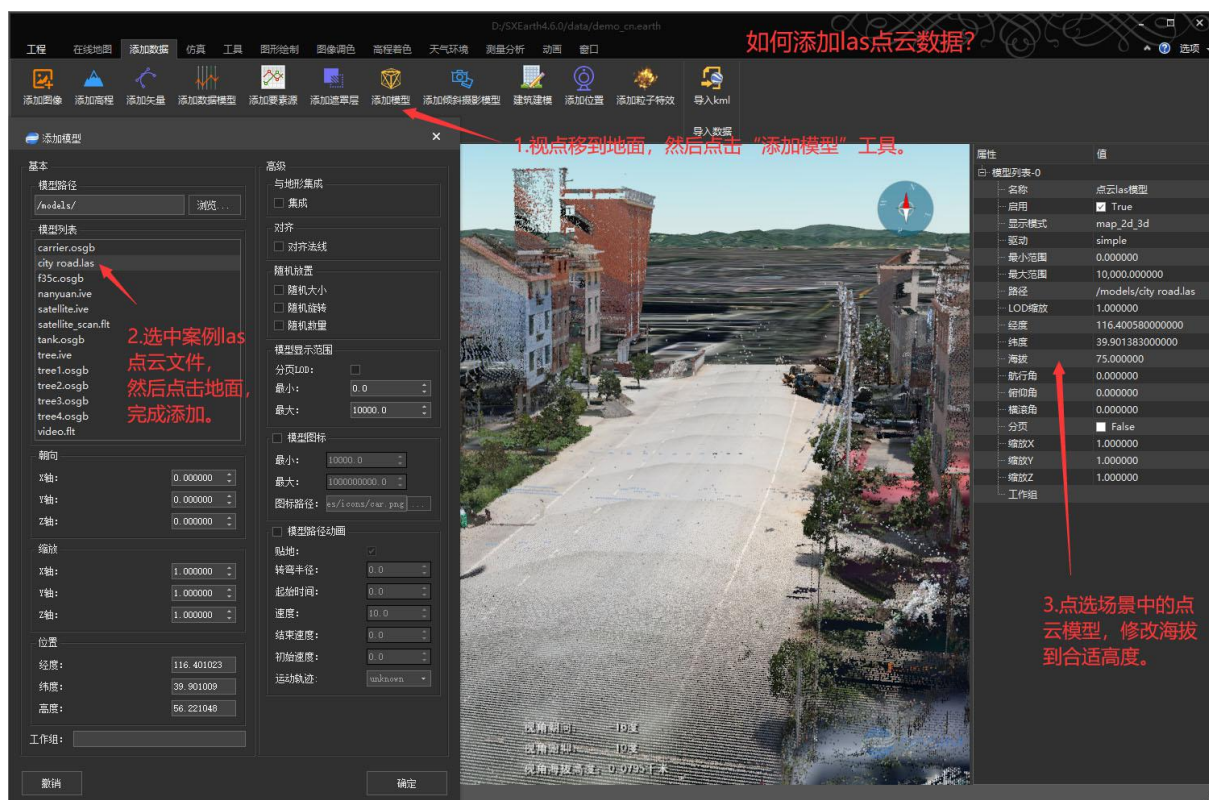 D:/SXEarth4.6.0/data/demo_cn.earth
如何添加las点云数据?
工程 在线地图 添加数据 仿真 工具 图形绘制 图像调色 高程着色 天气环境 测量分析 动画 窗口
选项
添加图像 添加高程 添加矢量 添加数据模型 添加要素源 添加遮罩层 添加模型 添加倾斜摄影模型 建筑建模 添加位置 添加粒子特效 导入kml
导入数据
1.视点移到地面，然后点击“添加模型”工具。
添加模型
基本
模型路径
/models/ 浏览...
模型列表
carrier.osgb
city road.las
f35c.osgb
nanyuan.ive
satellite.ive
satellite_scan.flt
tank.osgb
tree.ive
tree1.osgb
tree2.osgb
tree3.osgb
tree4.osgb
video.flt
2.选中案例las
点云文件，
然后点击地面，
完成添加。
朝向
X轴: 0.000000
Y轴: 0.000000
Z轴: 0.000000
缩放
X轴: 1.000000
Y轴: 1.000000
Z轴: 1.000000
位置
经度: 116.401023
纬度: 39.901009
高度: 56.221048
工作组:
撤销 确定
高级
与地形集成
集成
对齐
对齐法线
随机放置
随机大小
随机旋转
随机数量
模型显示范围
分页LOD:
最小: 0.0
最大: 10000.0
模型图标
最小: 10000.0
最大: 1000000000.0
图标路径: es/icons/car.png ...
模型路径动画
贴地:
转弯半径: 0.0
起始时间: 0.0
速度: 10.0
结束速度: 0.0
初始速度: 0.0
运动轨迹: unknown
视角海拔高度: 0.0795千米
属性 值
模型列表-0
名称 点云las模型
启用 True
显示模式 map_2d_3d
驱动 simple
最小范围 0.000000
最大范围 10,000.000000
路径 /models/city road.las
LOD缩放 1.000000
经度 116.400580000000
纬度 39.901383000000
海拔 75.000000
航行角 0.000000
俯仰角 0.000000
横滚角 0.000000
分页 False
缩放X 1.000000
缩放Y 1.000000
缩放Z 1.000000
工作组
3.点选场景中的点
云模型，修改海拔
到合适高度。